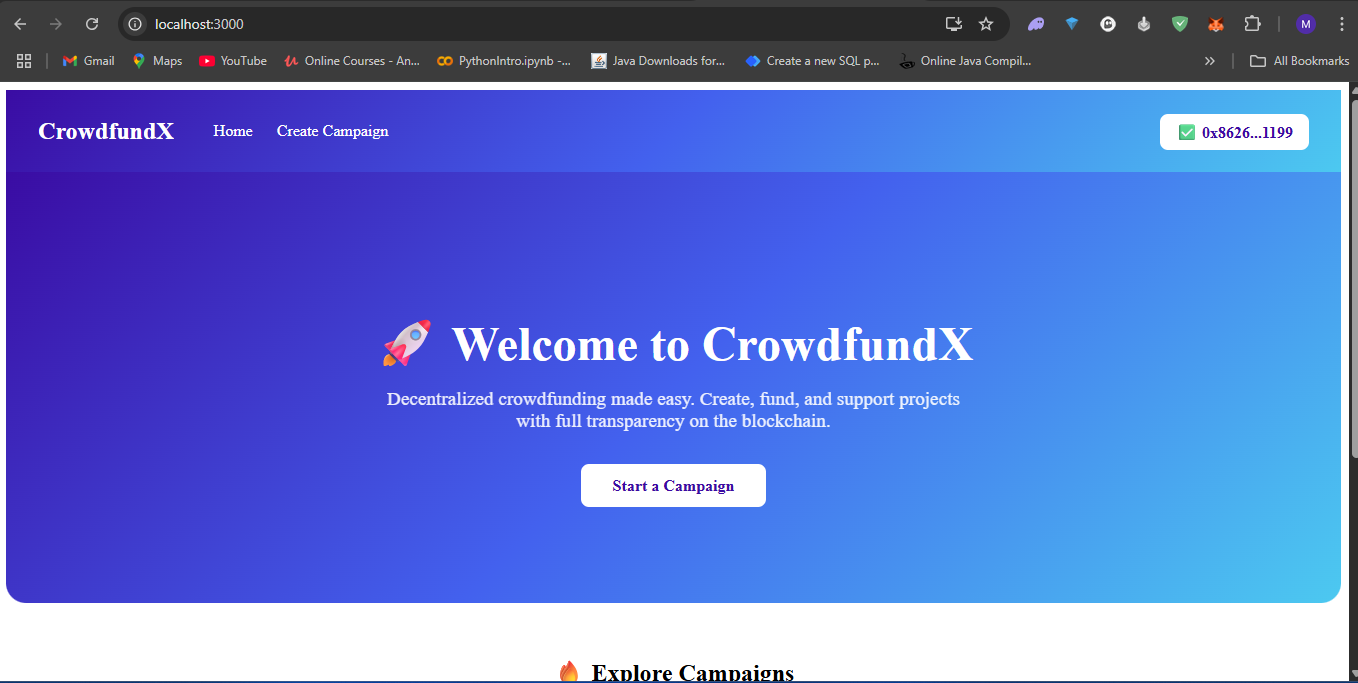 localhost:3000
M
Gmail
Maps
YouTube
Online Courses - An...
PythonIntro.ipynb -...
Java Downloads for...
Create a new SQL p...
Online Java Compil...
»
All Bookmarks
CrowdfundX
Home
Create Campaign
✅ 0x8626...1199
🚀 Welcome to CrowdfundX
Decentralized crowdfunding made easy. Create, fund, and support projects
with full transparency on the blockchain.
Start a Campaign
🔥 Explore Campaigns